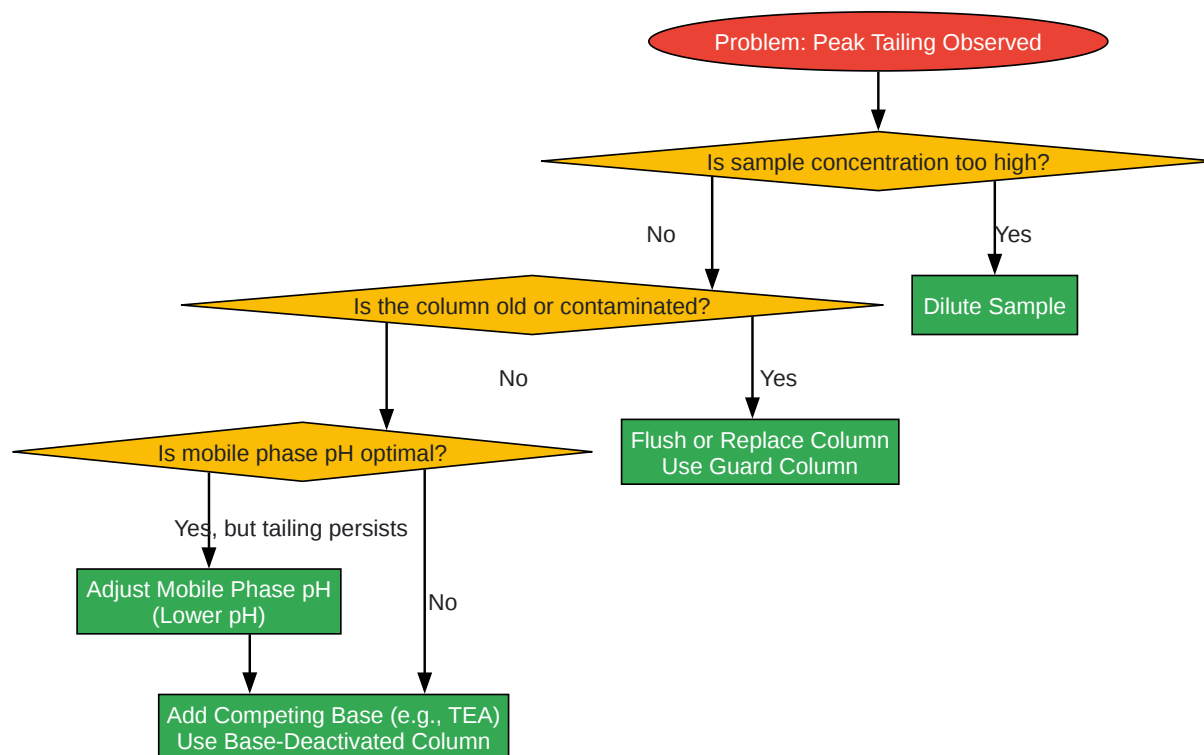 Problem: Peak Tailing Observed
Is sample concentration too high?
No
Yes
Is the column old or contaminated?
Dilute Sample
No
Yes
Is mobile phase pH optimal?
Flush or Replace Column
Use Guard Column
Yes, but tailing persists
Adjust Mobile Phase pH
(Lower pH)
No
Add Competing Base (e.g., TEA)
Use Base-Deactivated Column